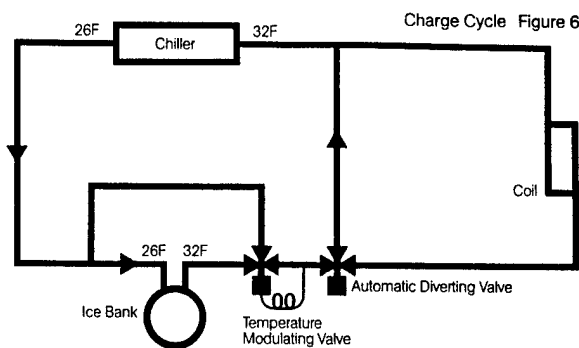 Charge Cycle Figure 6
26F
Chiller
32F
Coil
26F 32F
Automatic Diverting Valve
Ice Bank
Temperature
Modulating Valve